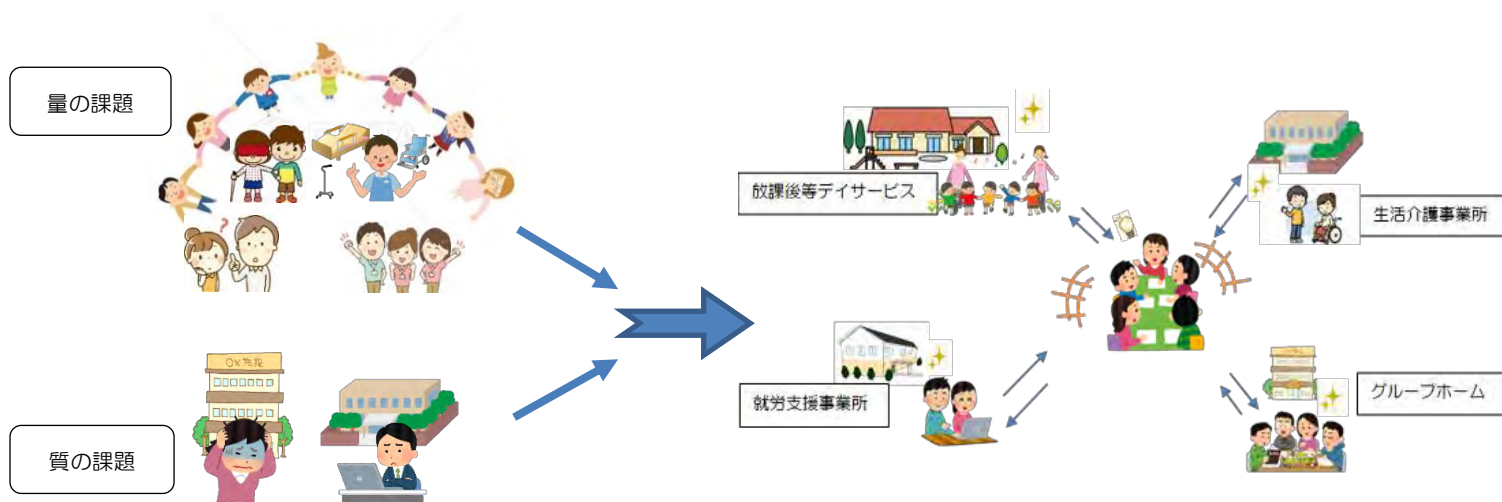 量の課題
放課後等デイサービス
生活介護事業所
就労支援事業所
グループホーム
質の課題
?